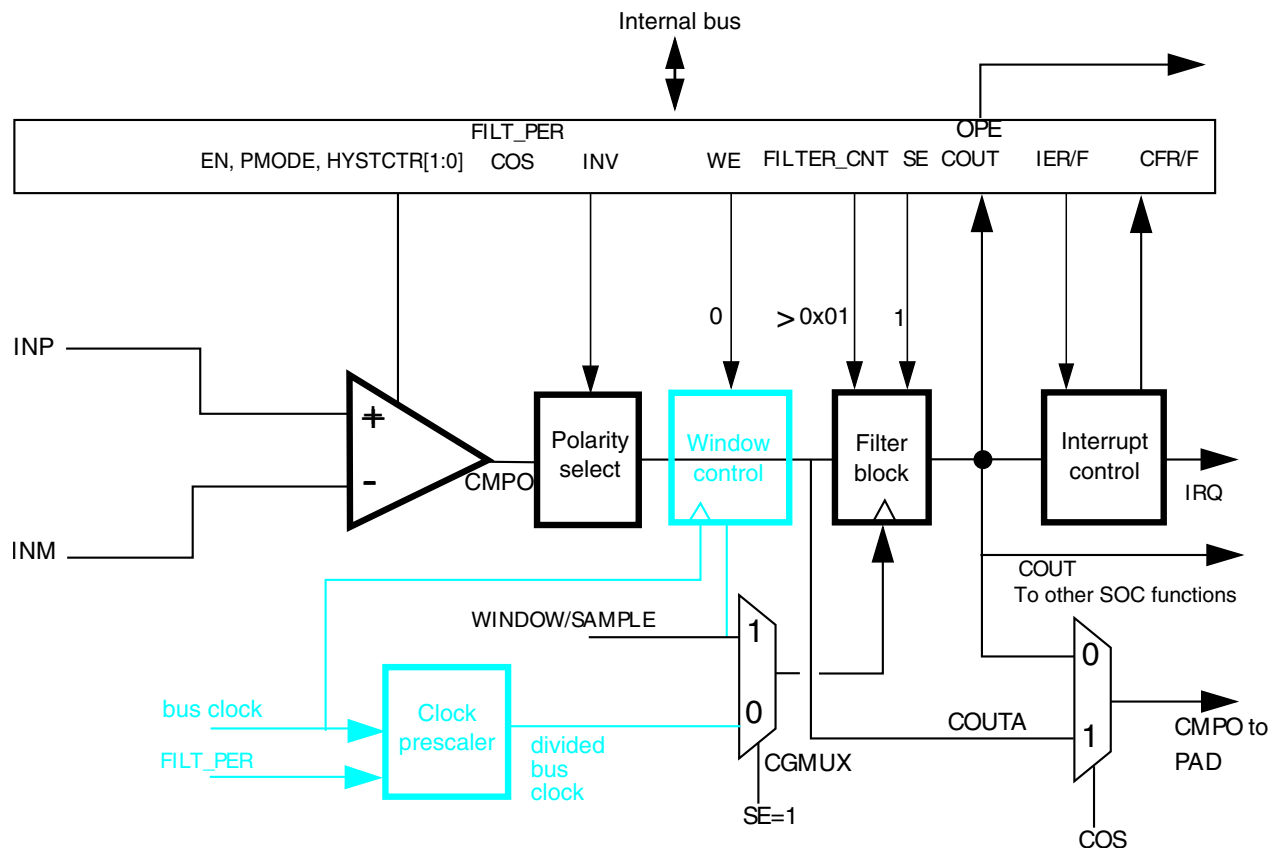 Internal bus
FILT_PER
OPE
EN, PMODE, HYSTCTR[1:0]
COS
INV
WE
FILTER_CNT
SE
COUT
IER/F
CFR/F
0
> 0x01
1
INP
+
-
INM
CMPO
Polarity
select
Window
control
Filter
block
Interrupt
control
IRQ
COUT
To other SOC functions
WINDOW/SAMPLE
1
0
bus clock
FILT_PER
Clock
prescaler
divided
bus
clock
CGMUX
SE=1
COUTA
0
1
CMPO to
PAD
COS